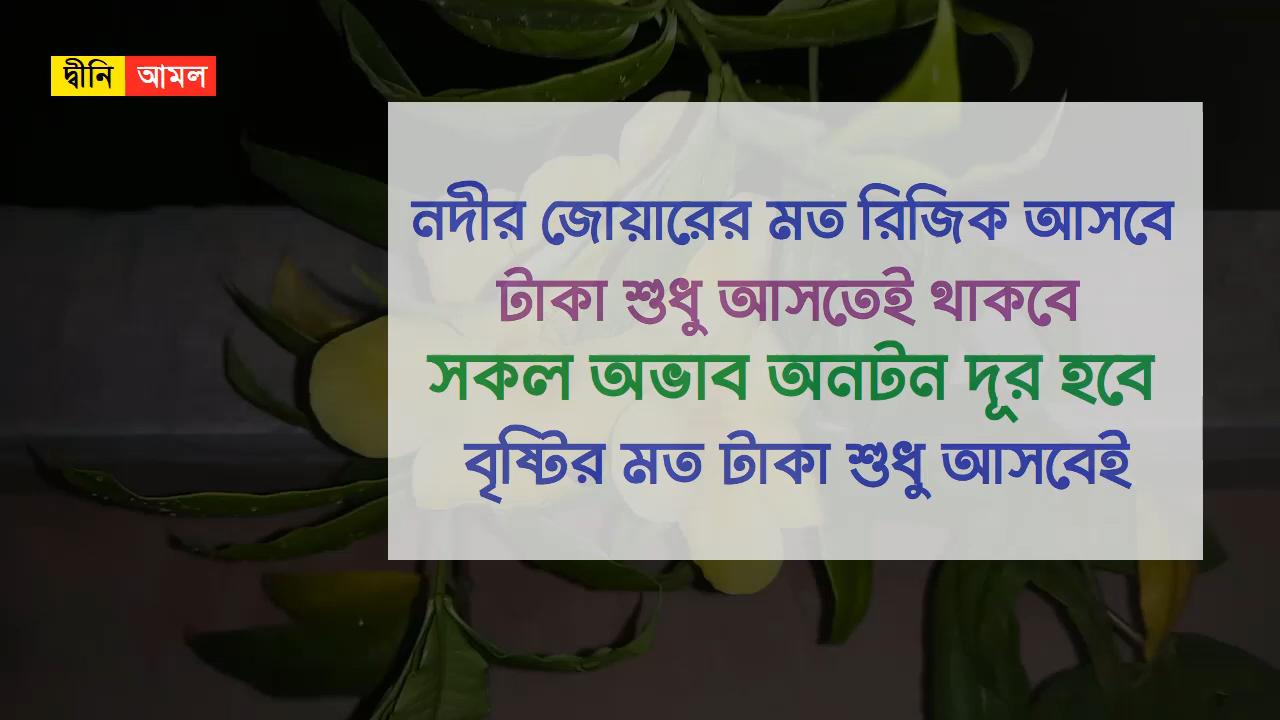 দ্বীনি আমল
নদীর জোয়ারের মত রিজিক আসবে
টাকা শুধু আসতেই থাকবে
সকল অভাব অনটন দূর হবে
বৃষ্টির মত টাকা শুধু আসবেই